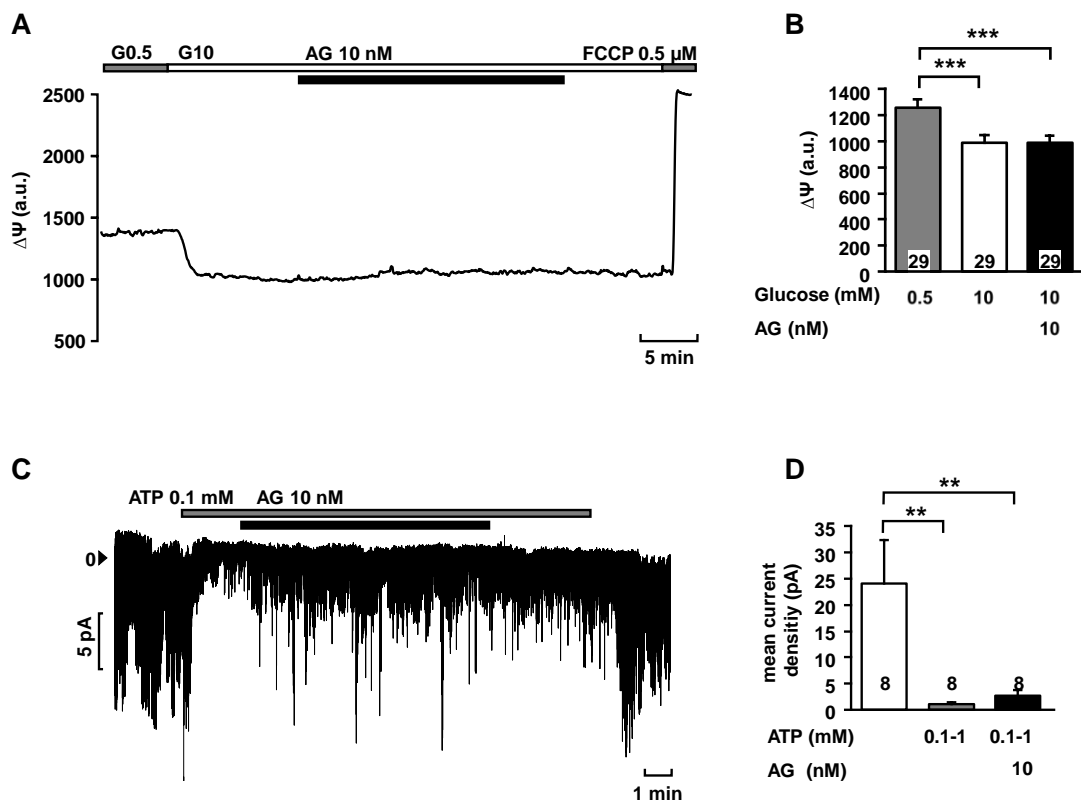 A
G0.5 G10 AG 10 nM FCCP 0.5 µM
2500
2000
1500
1000
500
ΔΨ (a.u.)
5 min
B
***
***
1400
1200
1000
800
600
400
200
0
ΔΨ (a.u.)
29 29 29
Glucose (mM) 0.5 10 10
AG (nM) 10
C
ATP 0.1 mM AG 10 nM
0
5 pA
1 min
D
**
**
35
30
25
20
15
10
5
0
mean current
densitiy (pA)
8 8 8
ATP (mM) 0.1-1 0.1-1
AG (nM) 10